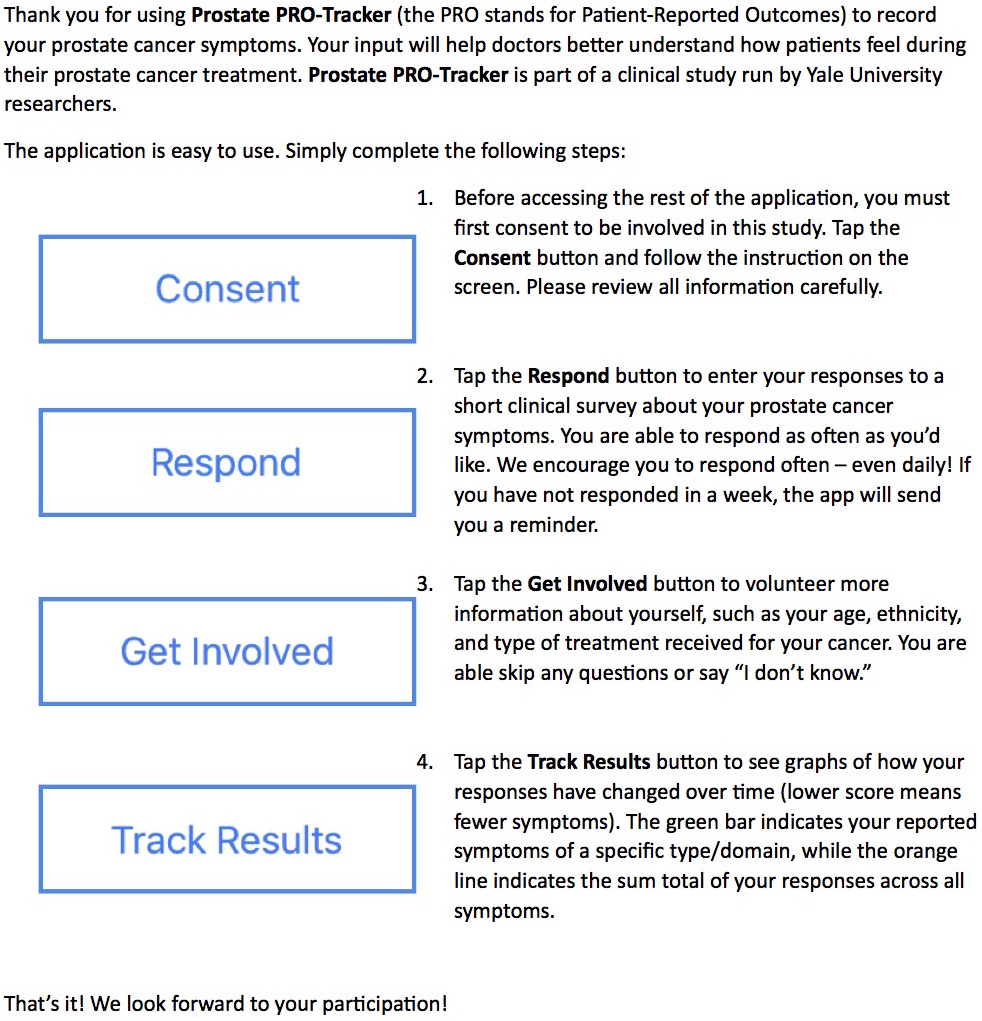 Thank you for using Prostate PRO-Tracker (the PRO stands for Patient-Reported Outcomes) to record
your prostate cancer symptoms. Your input will help doctors better understand how patients feel during
their prostate cancer treatment. Prostate PRO-Tracker is part of a clinical study run by Yale University
researchers.
The application is easy to use. Simply complete the following steps:
Consent
1. Before accessing the rest of the application, you must
first consent to be involved in this study. Tap the
Consent button and follow the instruction on the
screen. Please review all information carefully.
Respond
2. Tap the Respond button to enter your responses to a
short clinical survey about your prostate cancer
symptoms. You are able to respond as often as you’d
like. We encourage you to respond often – even daily! If
you have not responded in a week, the app will send
you a reminder.
Get Involved
3. Tap the Get Involved button to volunteer more
information about yourself, such as your age, ethnicity,
and type of treatment received for your cancer. You are
able skip any questions or say “I don’t know.”
Track Results
4. Tap the Track Results button to see graphs of how your
responses have changed over time (lower score means
fewer symptoms). The green bar indicates your reported
symptoms of a specific type/domain, while the orange
line indicates the sum total of your responses across all
symptoms.
That’s it! We look forward to your participation!